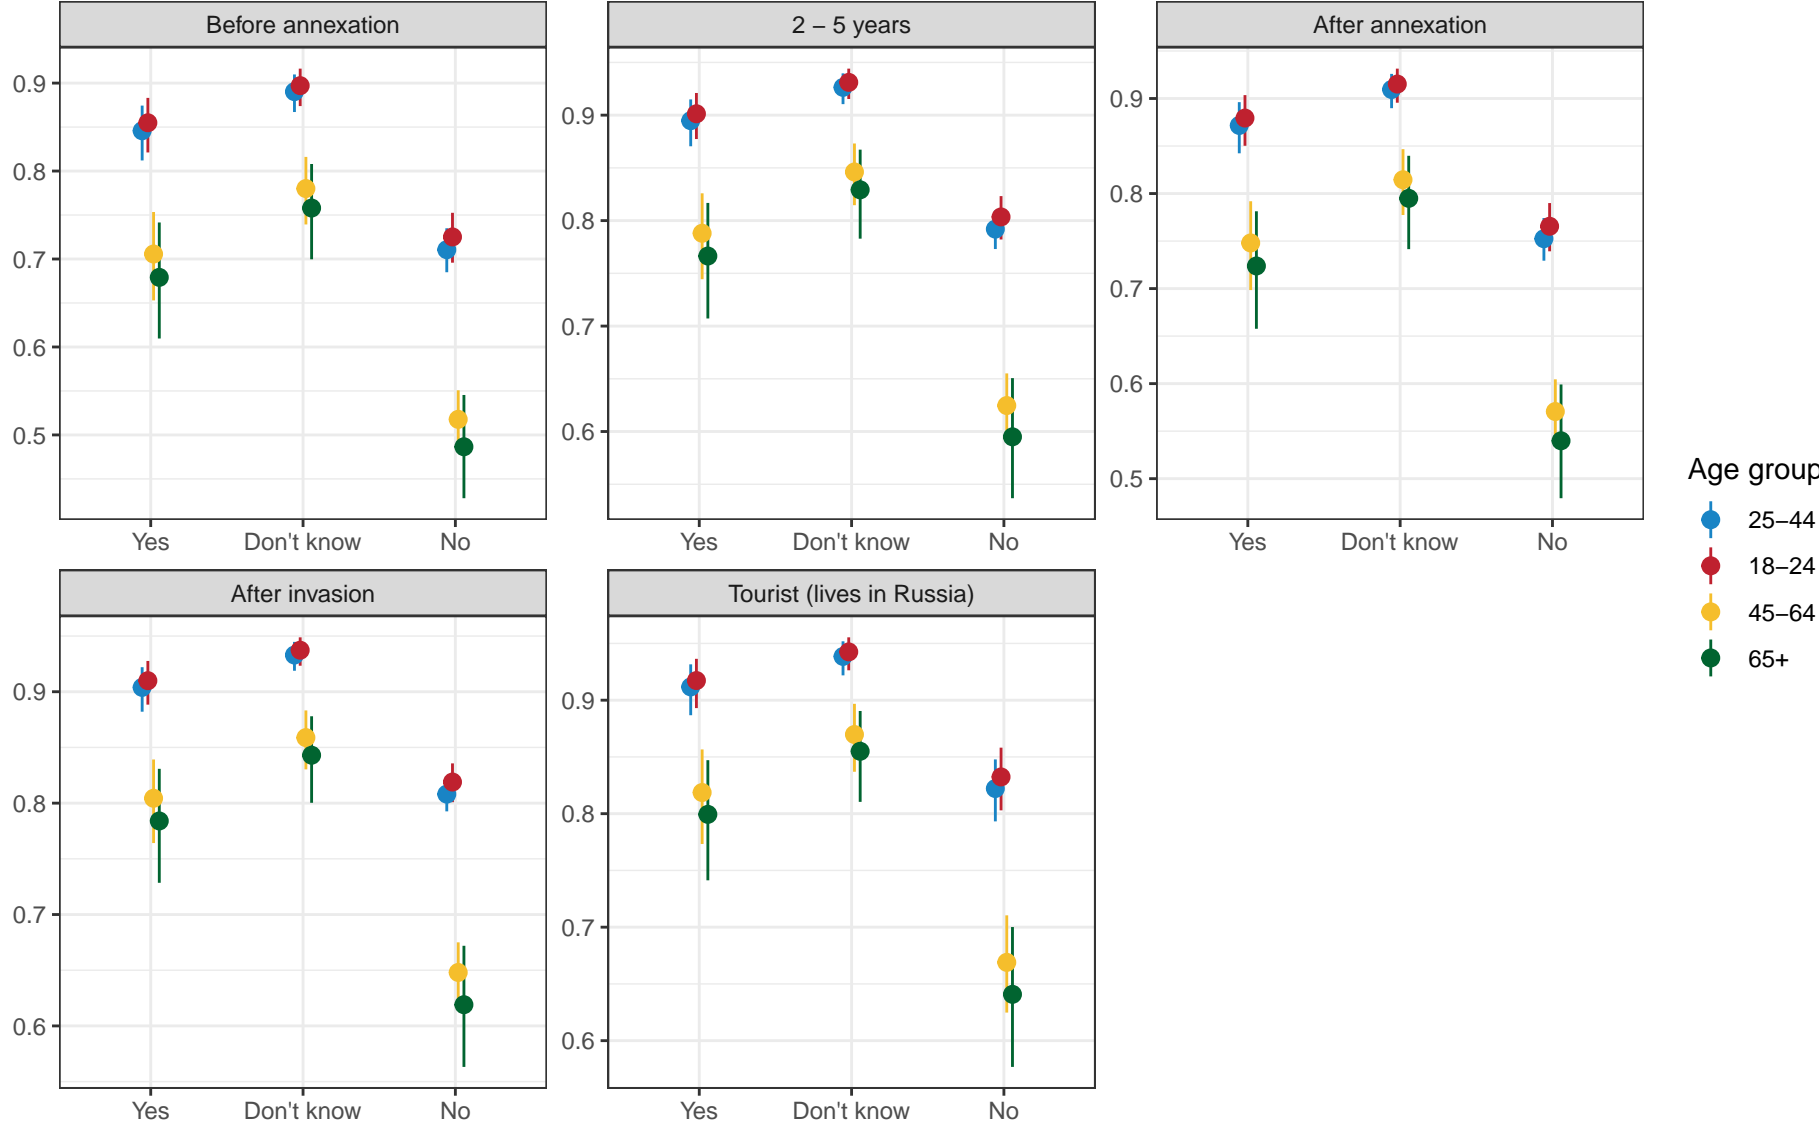 Before annexation
2 – 5 years
After annexation
0.9
0.8
0.7
0.6
0.5
0.9
0.8
0.7
0.6
0.9
0.8
0.7
0.6
0.5
Yes Don't know No
Yes Don't know No
Yes Don't know No
After invasion
Tourist (lives in Russia)
0.9
0.8
0.7
0.6
0.9
0.8
0.7
0.6
Yes Don't know No
Yes Don't know No
Age group
25–44
18–24
45–64
65+